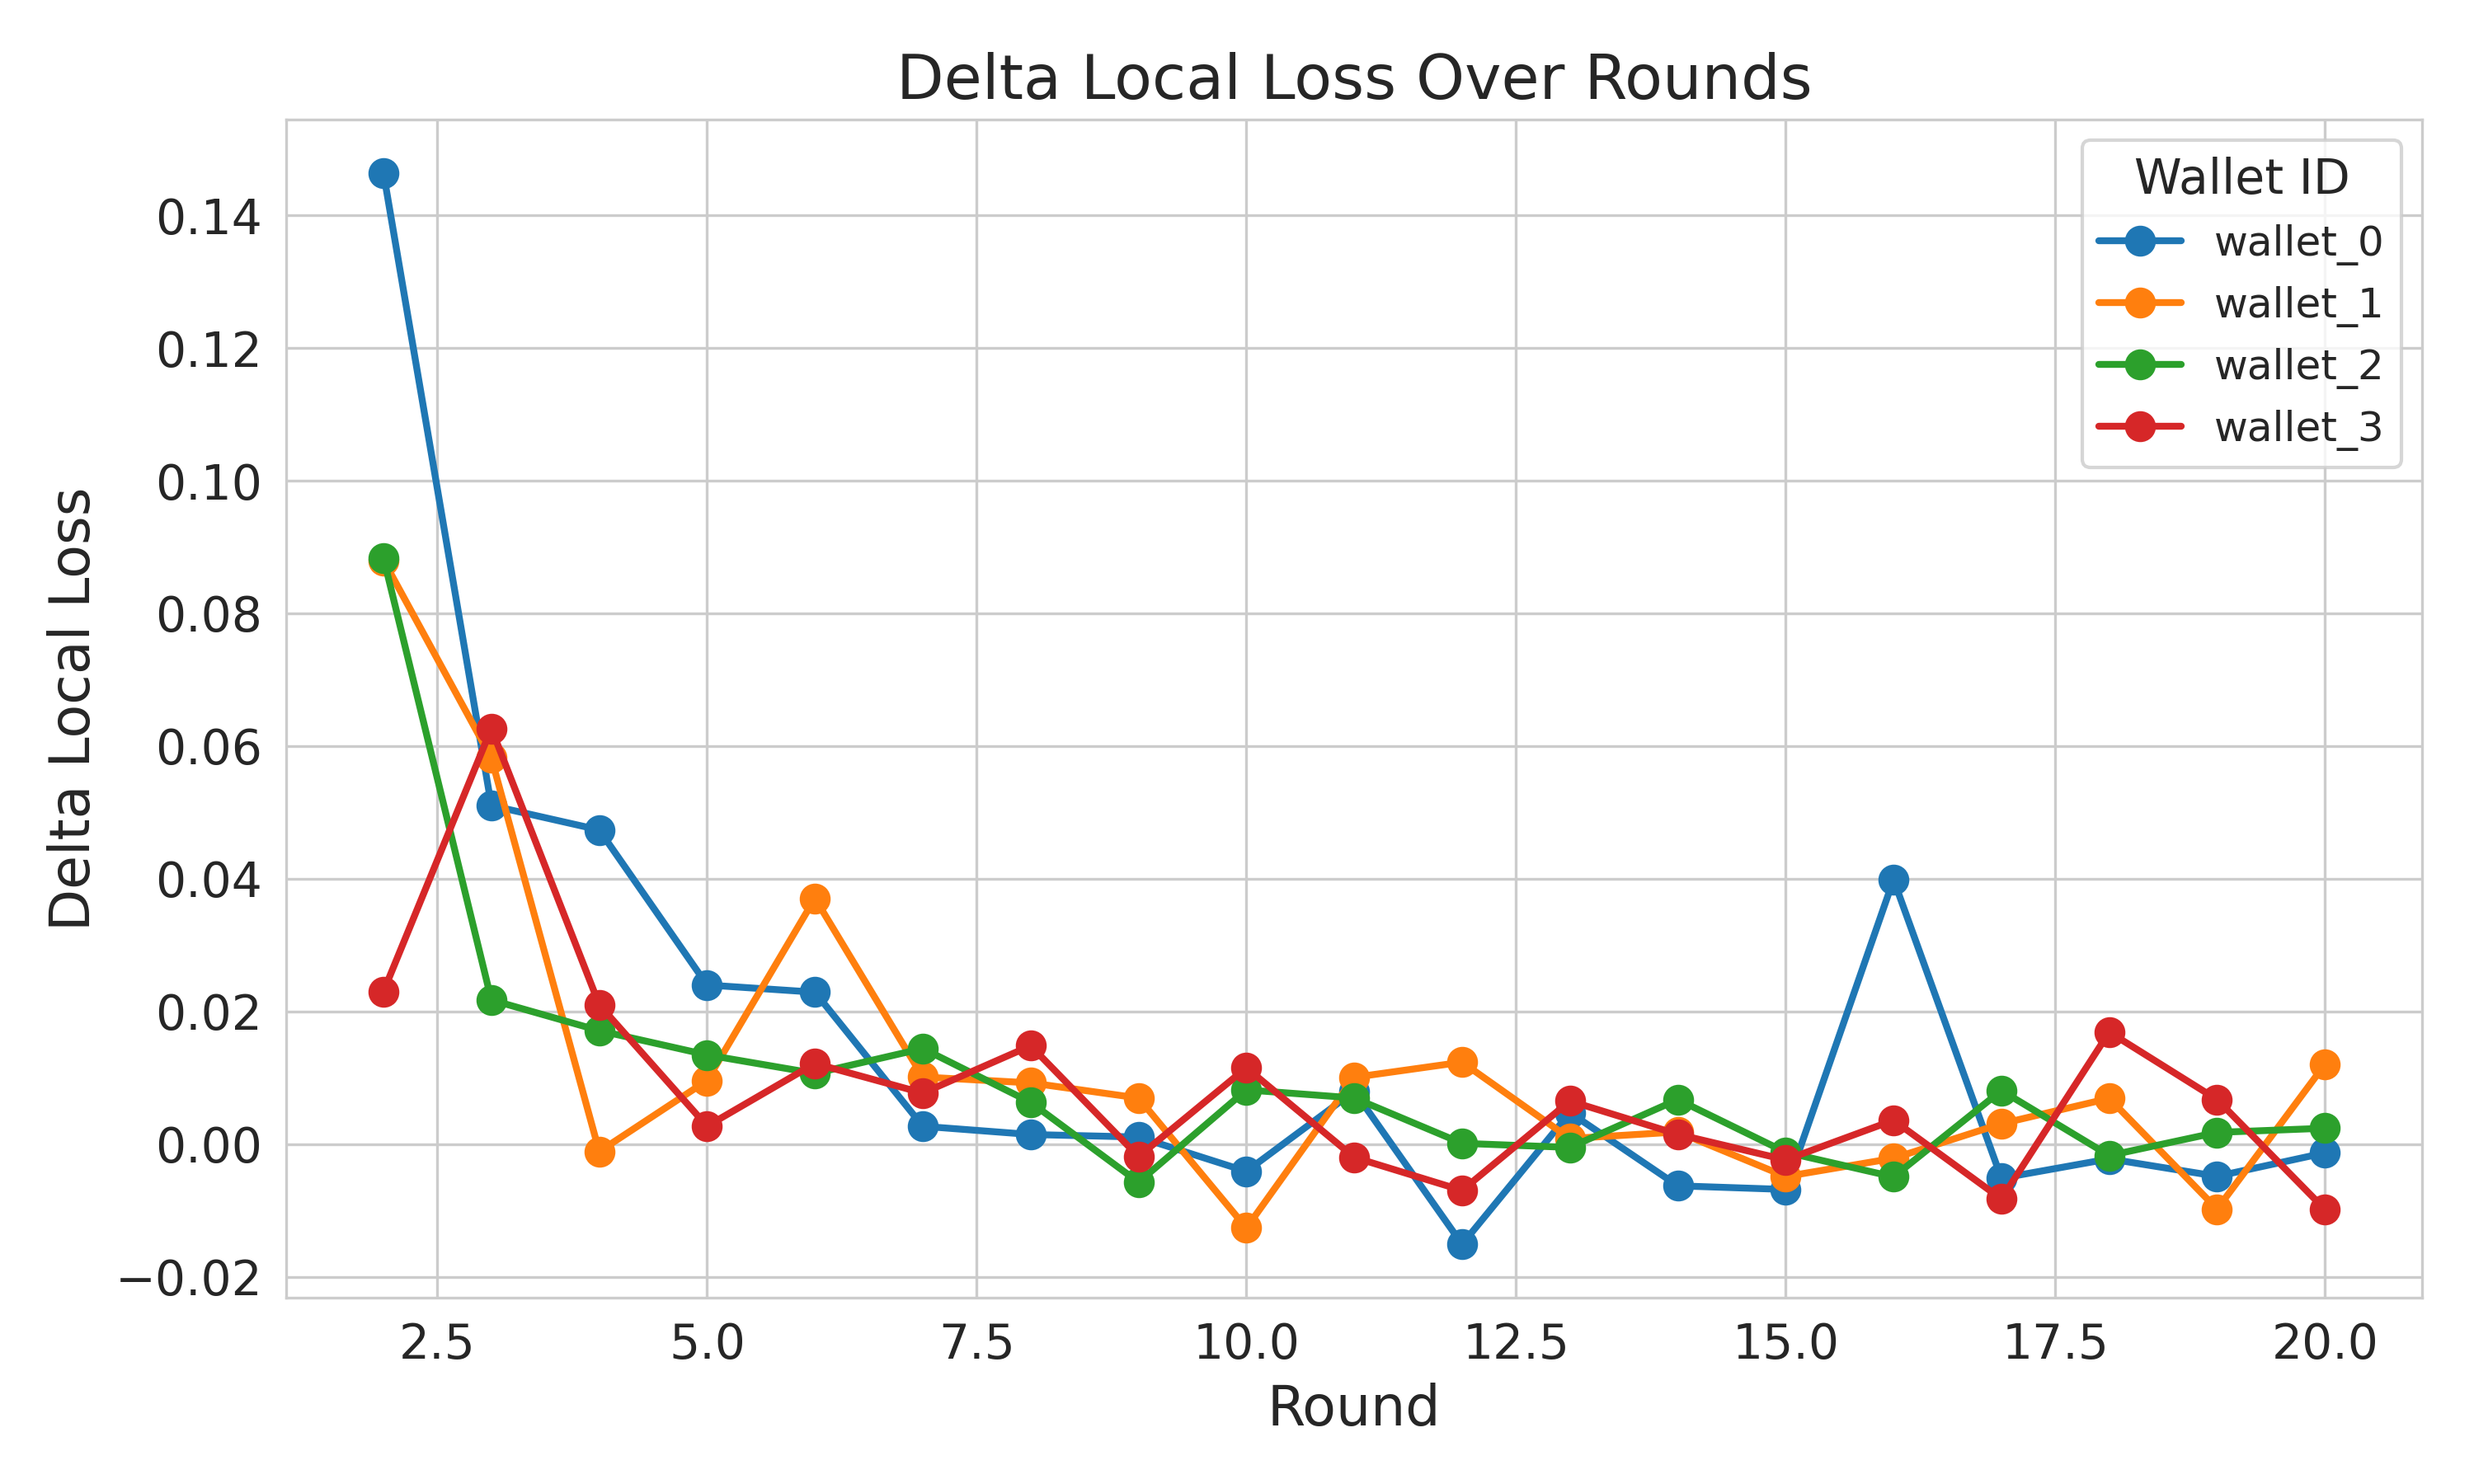 Delta Local Loss Over Rounds
Delta Local Loss
0.14
0.12
0.10
0.08
0.06
0.04
0.02
0.00
−0.02
Wallet ID
wallet_0
wallet_1
wallet_2
wallet_3
2.5 5.0 7.5 10.0 12.5 15.0 17.5 20.0
Round